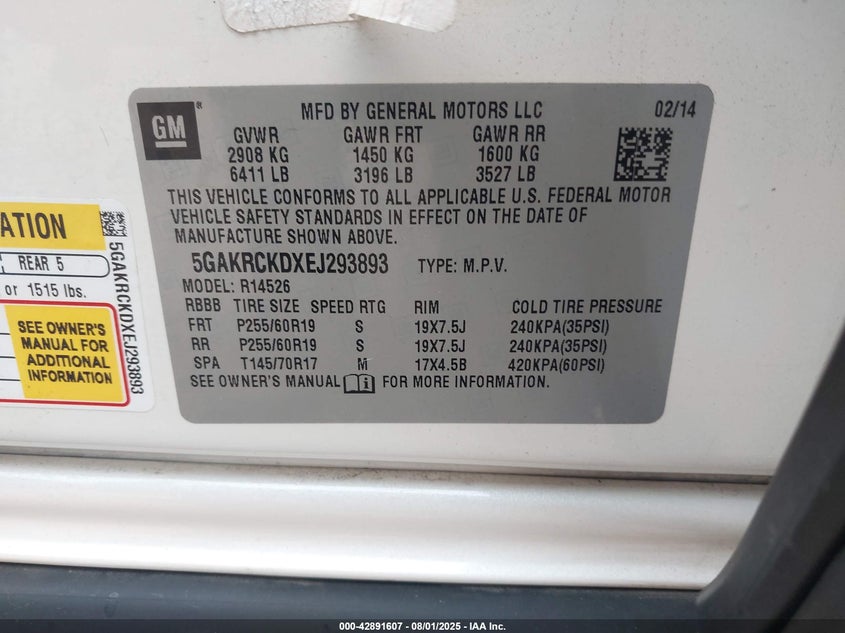 MFD BY GENERAL MOTORS LLC 02/14
GM®
GVWR GAWR FRT GAWR RR
2908 KG 1450 KG 1600 KG
6411 LB 3196 LB 3527 LB
THIS VEHICLE CONFORMS TO ALL APPLICABLE U.S. FEDERAL MOTOR
VEHICLE SAFETY STANDARDS IN EFFECT ON THE DATE OF
MANUFACTURE SHOWN ABOVE.
5GAKRCKDXEJ293893 TYPE: M.P.V.
MODEL: R14526
RBBB TIRE SIZE SPEED RTG RIM COLD TIRE PRESSURE
FRT P255/60R19 S 19X7.5J 240KPA(35PSI)
RR P255/60R19 S 19X7.5J 240KPA(35PSI)
SPA T145/70R17 M 17X4.5B 420KPA(60PSI)
SEE OWNER'S MANUAL FOR MORE INFORMATION.
ATION
REAR 5
or 1515 lbs.
SEE OWNER'S
MANUAL FOR
ADDITIONAL
INFORMATION
5GAKRCKDXEJ293893
000-42891607 - 08/01/2025 - IAA Inc.